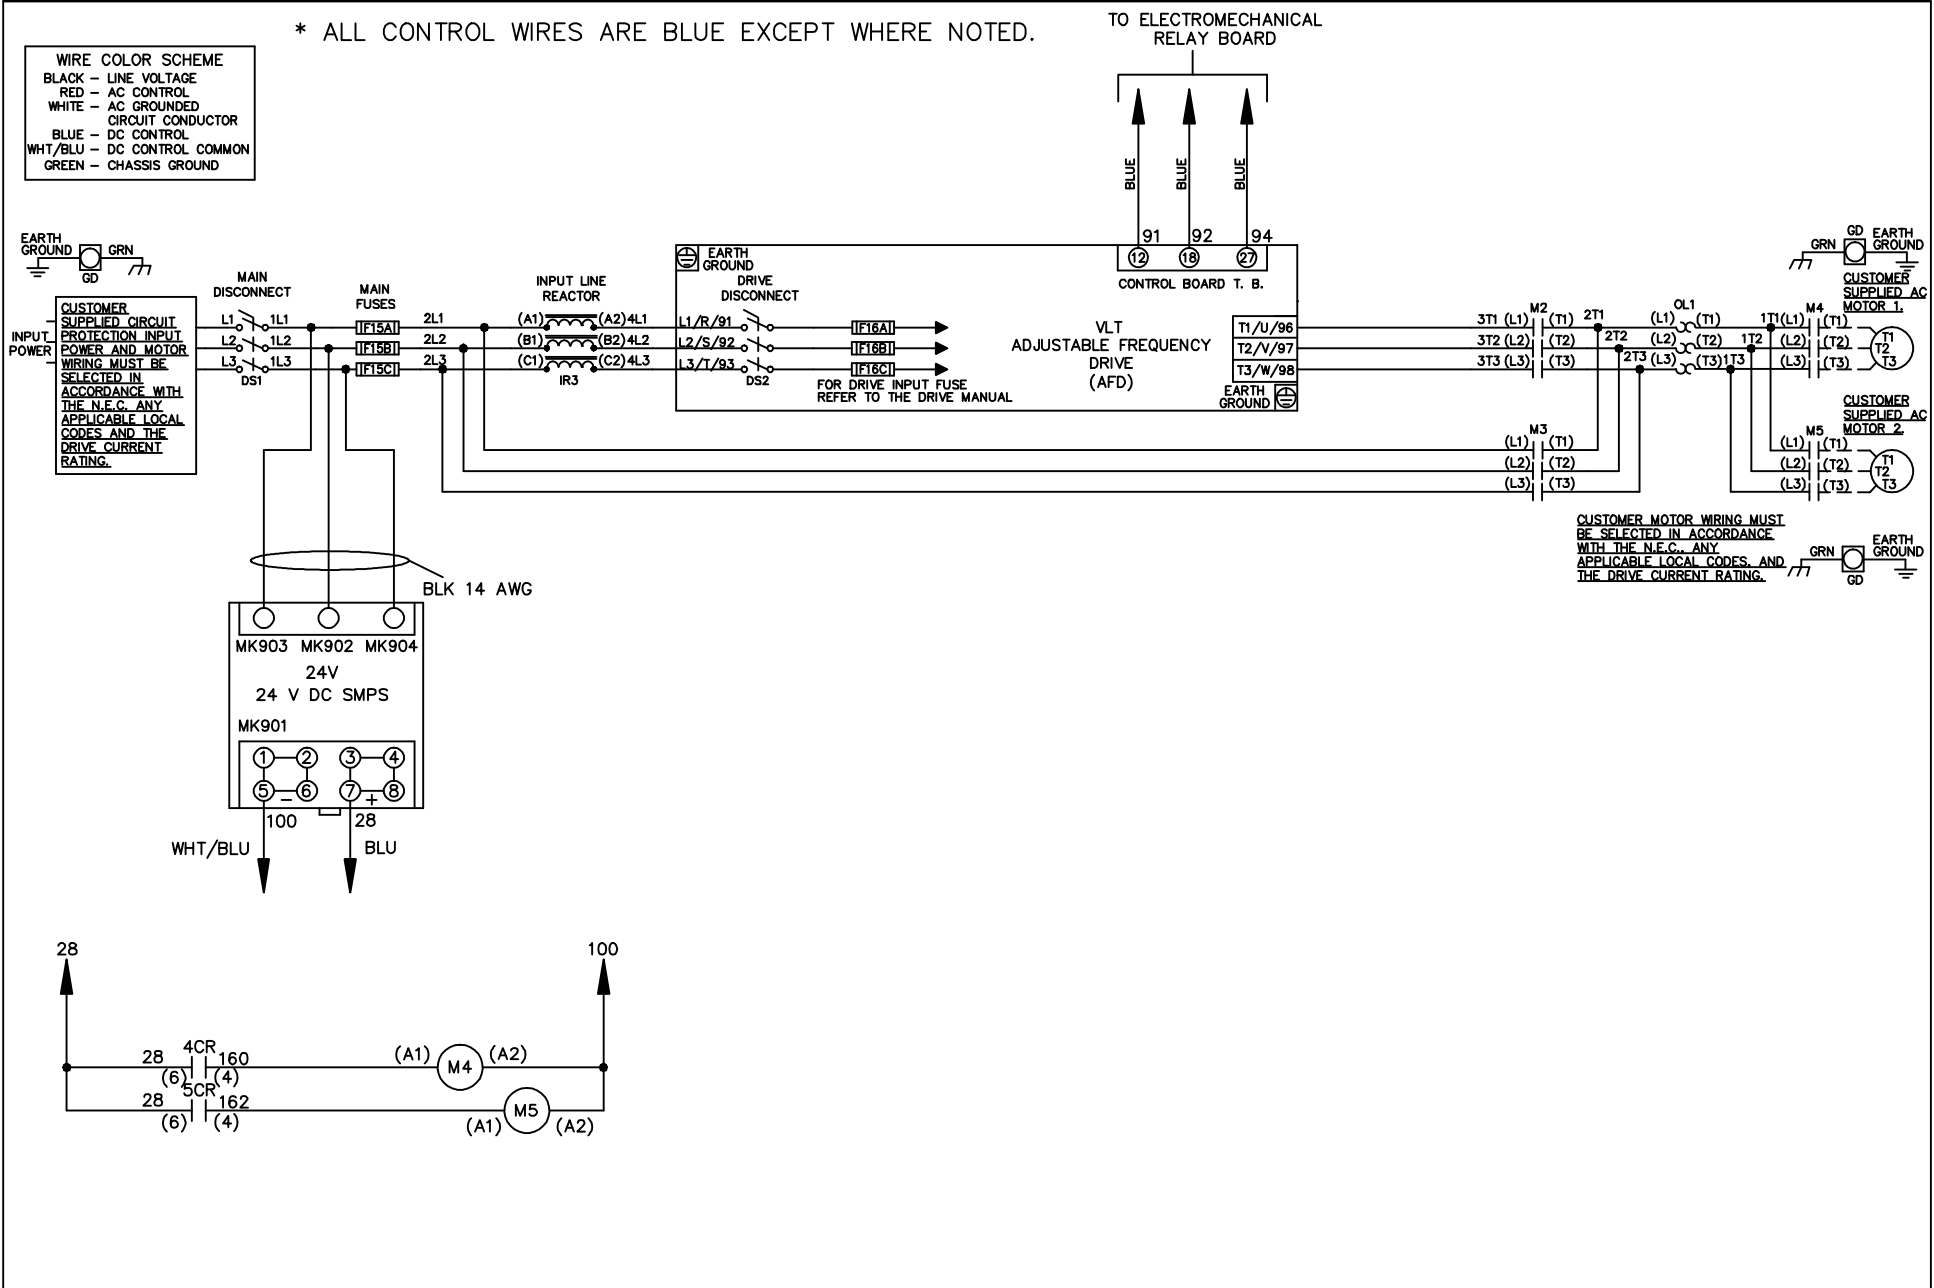 * ALL CONTROL WIRES ARE BLUE EXCEPT WHERE NOTED.
TO ELECTROMECHANICAL
RELAY BOARD
WIRE COLOR SCHEME
BLACK – LINE VOLTAGE
RED – AC CONTROL
WHITE – AC GROUNDED
CIRCUIT CONDUCTOR
BLUE – DC CONTROL
WHT/BLU – DC CONTROL COMMON
GREEN – CHASSIS GROUND
BLUE
BLUE
BLUE
91 92 94
12 18 27
CONTROL BOARD T. B.
EARTH
GROUND
GRN
GD
INPUT
POWER
CUSTOMER
SUPPLIED CIRCUIT
PROTECTION INPUT
POWER AND MOTOR
WIRING MUST BE
SELECTED IN
ACCORDANCE WITH
THE N.E.C. ANY
APPLICABLE LOCAL
CODES AND THE
DRIVE CURRENT
RATING.
MAIN
DISCONNECT
L1 1L1
L2 1L2
L3 1L3
DS1
MAIN
FUSES
F15A
F15B
F15C
2L1
2L2
2L3
INPUT LINE
REACTOR
(A1) (A2) 4L1
(B1) (B2) 4L2
(C1) (C2) 4L3
IR3
EARTH
GROUND
DRIVE
DISCONNECT
L1/R/91
L2/S/92
L3/T/93
DS2
F16A
F16B
F16C
FOR DRIVE INPUT FUSE
REFER TO THE DRIVE MANUAL
VLT
ADJUSTABLE FREQUENCY
DRIVE
(AFD)
T1/U/96
T2/V/97
T3/W/98
EARTH
GROUND
M2
3T1 (L1) (T1) 2T1
3T2 (L2) (T2) 2T2
3T3 (L3) (T3) 2T3
OL1
(L1) (T1) 1T1
(L2) (T2) 1T2
(L3) (T3) 1T3
M4
(L1) (T1)
(L2) (T2)
(L3) (T3)
T1
T2
T3
GRN
GD
EARTH
GROUND
CUSTOMER
SUPPLIED AC
MOTOR 1.
M3
(L1) (T1)
(L2) (T2)
(L3) (T3)
CUSTOMER
SUPPLIED AC
MOTOR 2.
M5
(L1) (T1)
(L2) (T2)
(L3) (T3)
T1
T2
T3
CUSTOMER MOTOR WIRING MUST
BE SELECTED IN ACCORDANCE
WITH THE N.E.C., ANY
APPLICABLE LOCAL CODES, AND
THE DRIVE CURRENT RATING.
GRN
GD
EARTH
GROUND
BLK 14 AWG
MK903 MK902 MK904
24V
24 V DC SMPS
MK901
1 2 3 4
5 – 6 7 + 8
100 28
WHT/BLU BLU
28 100
28 4CR 160 (A1) M4 (A2)
(6) (4)
28 5CR 162 (A1) M5 (A2)
(6) (4)